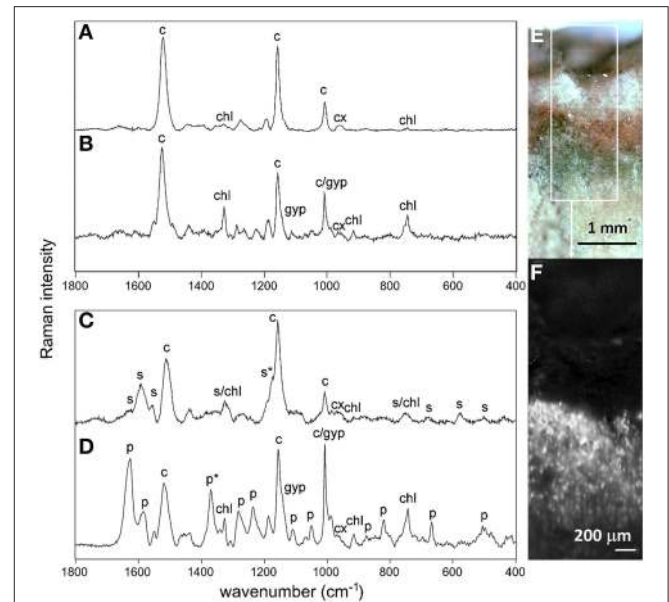 A
c
c
c
chl
cx
chl
B
c
c
c/gyp
chl
gyp
cx
chl
chl
1800 1600 1400 1200 1000 800 600 400
Raman intensity
C
c
c
s
s
s
s/chl
s*
c
cx
chl
s/chl
s
s
s
D
p
p
c
p*
chl
p
p
c
gyp
p
p
c/gyp
cx
chl
p
p
chl
p
p
1800 1600 1400 1200 1000 800 600 400
wavenumber (cm⁻¹)
E
1 mm
F
200 µm